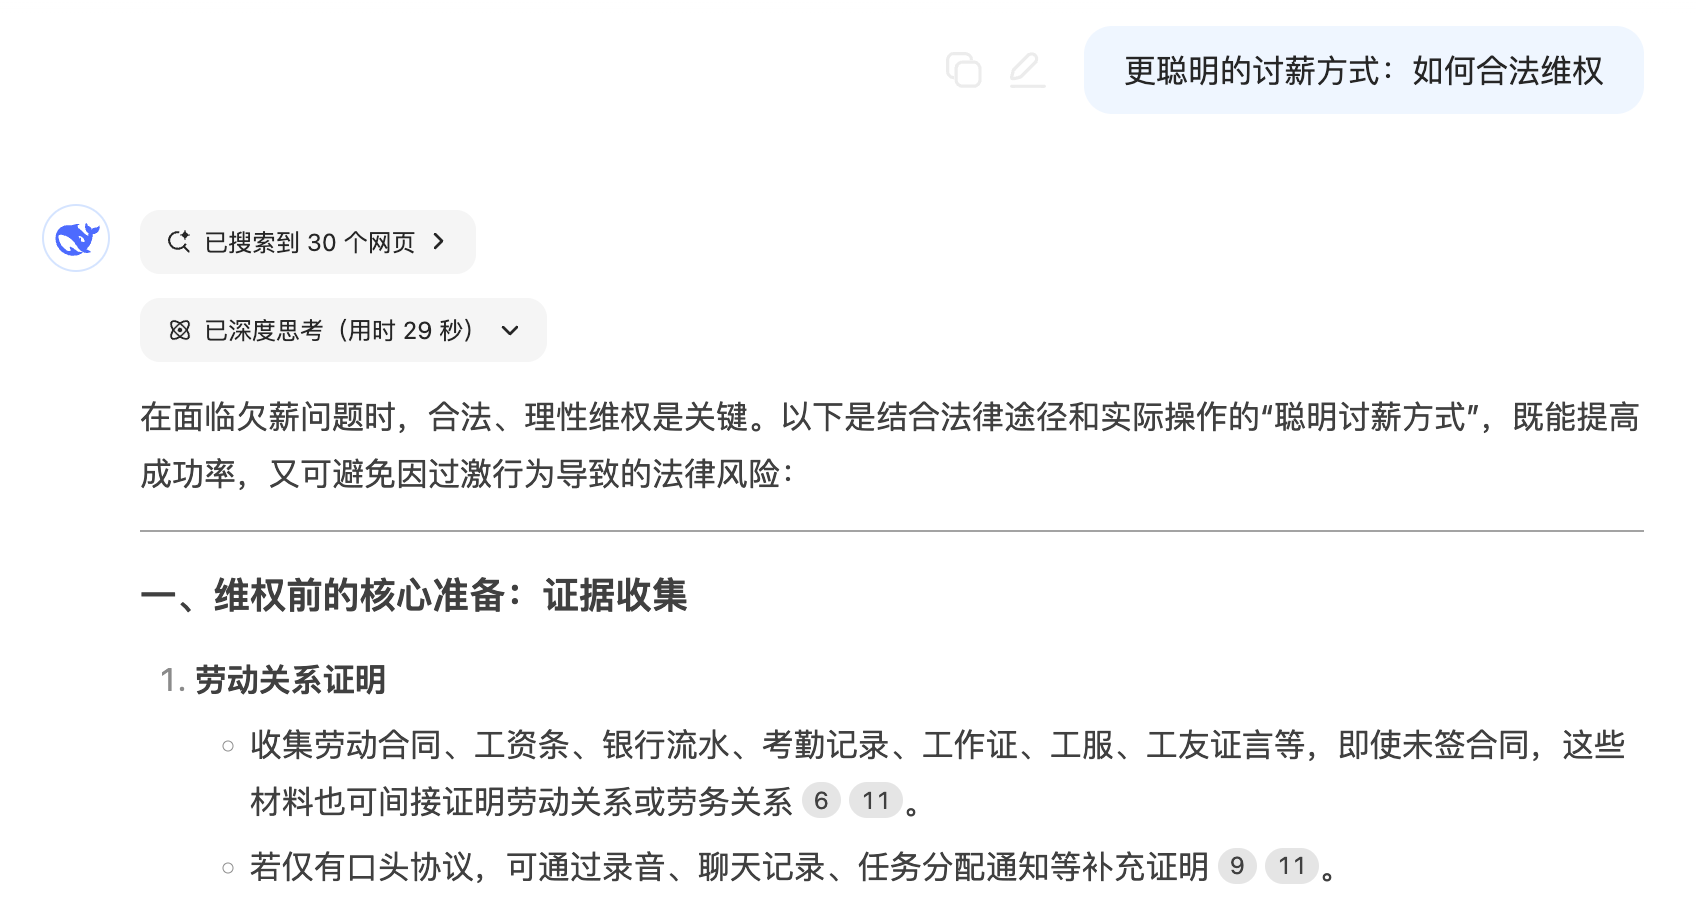 更聪明的讨薪方式：如何合法维权
已搜索到 30 个网页
已深度思考（用时 29 秒）
在面临欠薪问题时，合法、理性维权是关键。以下是结合法律途径和实际操作的“聪明讨薪方式”，既能提高
成功率，又可避免因过激行为导致的法律风险：
一、维权前的核心准备：证据收集
1. 劳动关系证明
收集劳动合同、工资条、银行流水、考勤记录、工作证、工服、工友证言等，即使未签合同，这些
材料也可间接证明劳动关系或劳务关系 6 11 。
若仅有口头协议，可通过录音、聊天记录、任务分配通知等补充证明 9 11 。